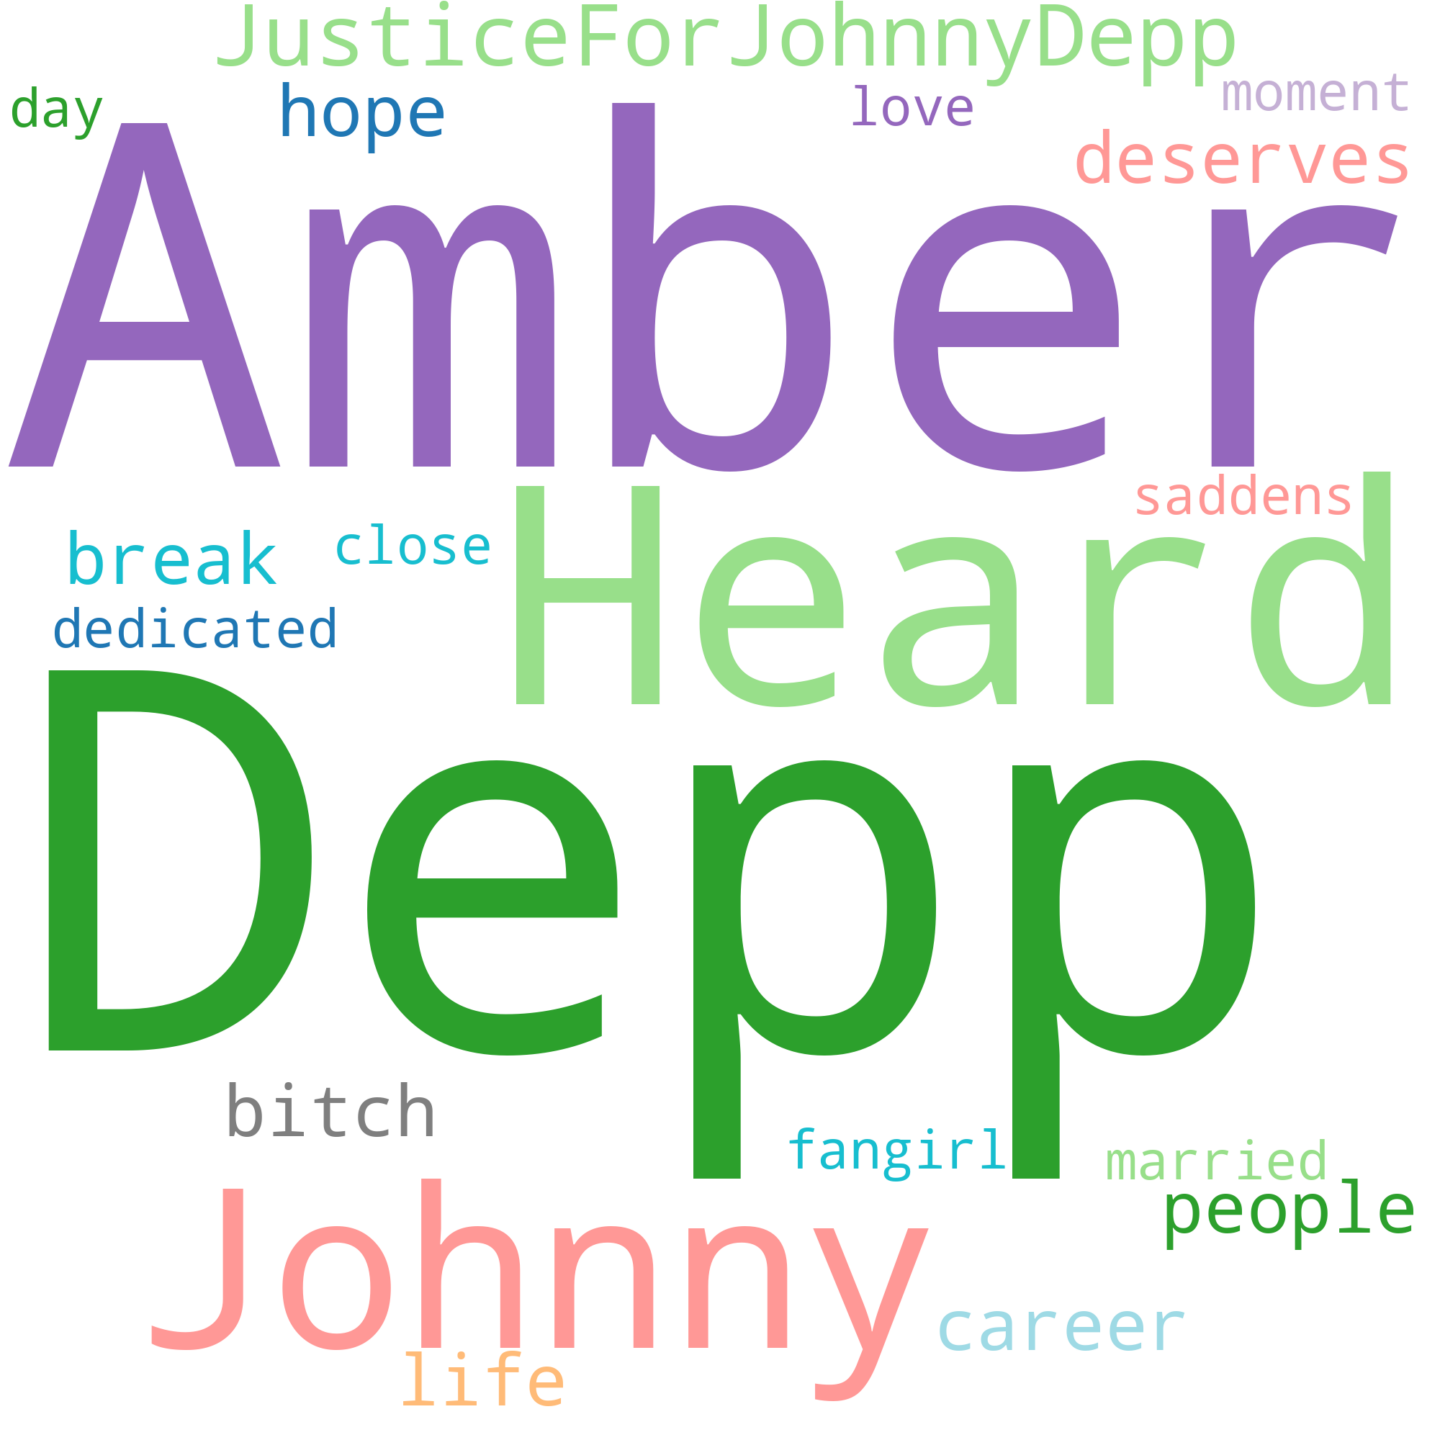 JusticeForJohnnyDepp
day hope love moment
deserves
Amber
Heard
saddens
break close
dedicated
Depp
bitch
fangirl married
people
Johnny
career
life